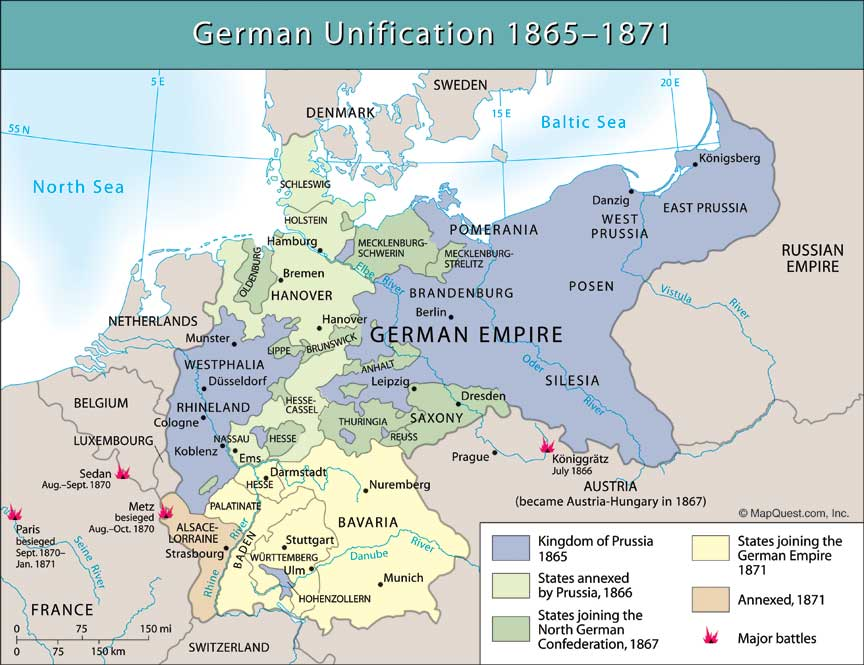 German Unification 1865–1871
5 E
15 E
20 E
55 N
SWEDEN
DENMARK
Baltic Sea
North Sea
Königsberg
SCHLESWIG
Danzig
EAST PRUSSIA
WEST
PRUSSIA
HOLSTEIN
POMERANIA
Hamburg
MECKLENBURG-
SCHWERIN
MECKLENBURG-
STRELITZ
RUSSIAN
EMPIRE
OLDENBURG
Bremen
Elbe River
HANOVER
BRANDENBURG
POSEN
Vistula River
Berlin
NETHERLANDS
Hanover
GERMAN EMPIRE
Munster
LIPPE
BRUNSWICK
WESTPHALIA
ANHALT
Oder River
Düsseldorf
Leipzig
SILESIA
BELGIUM
RHINELAND
HESSE-
CASSEL
Dresden
Cologne
THURINGIA
SAXONY
LUXEMBOURG
NASSAU
HESSE
REUSS
Koblenz
Ems
Prague
Königgrätz
July 1866
Sedan
Aug.–Sept. 1870
Darmstadt
HESSE
Nuremberg
AUSTRIA
(became Austria-Hungary in 1867)
Metz
besieged
Aug.–Oct. 1870
PALATINATE
© MapQuest.com, Inc.
Paris
besieged
Sept. 1870–
Jan. 1871
ALSACE-
LORRAINE
BAVARIA
Strasbourg
BADEN
Stuttgart
WÜRTTEMBERG
Danube River
Seine River
Rhine River
Ulm
Munich
HOHENZOLLERN
FRANCE
SWITZERLAND
0 75 150 mi
0 75 150 km
Kingdom of Prussia
1865
States annexed
by Prussia, 1866
States joining the
North German
Confederation, 1867
States joining the
German Empire
1871
Annexed, 1871
Major battles